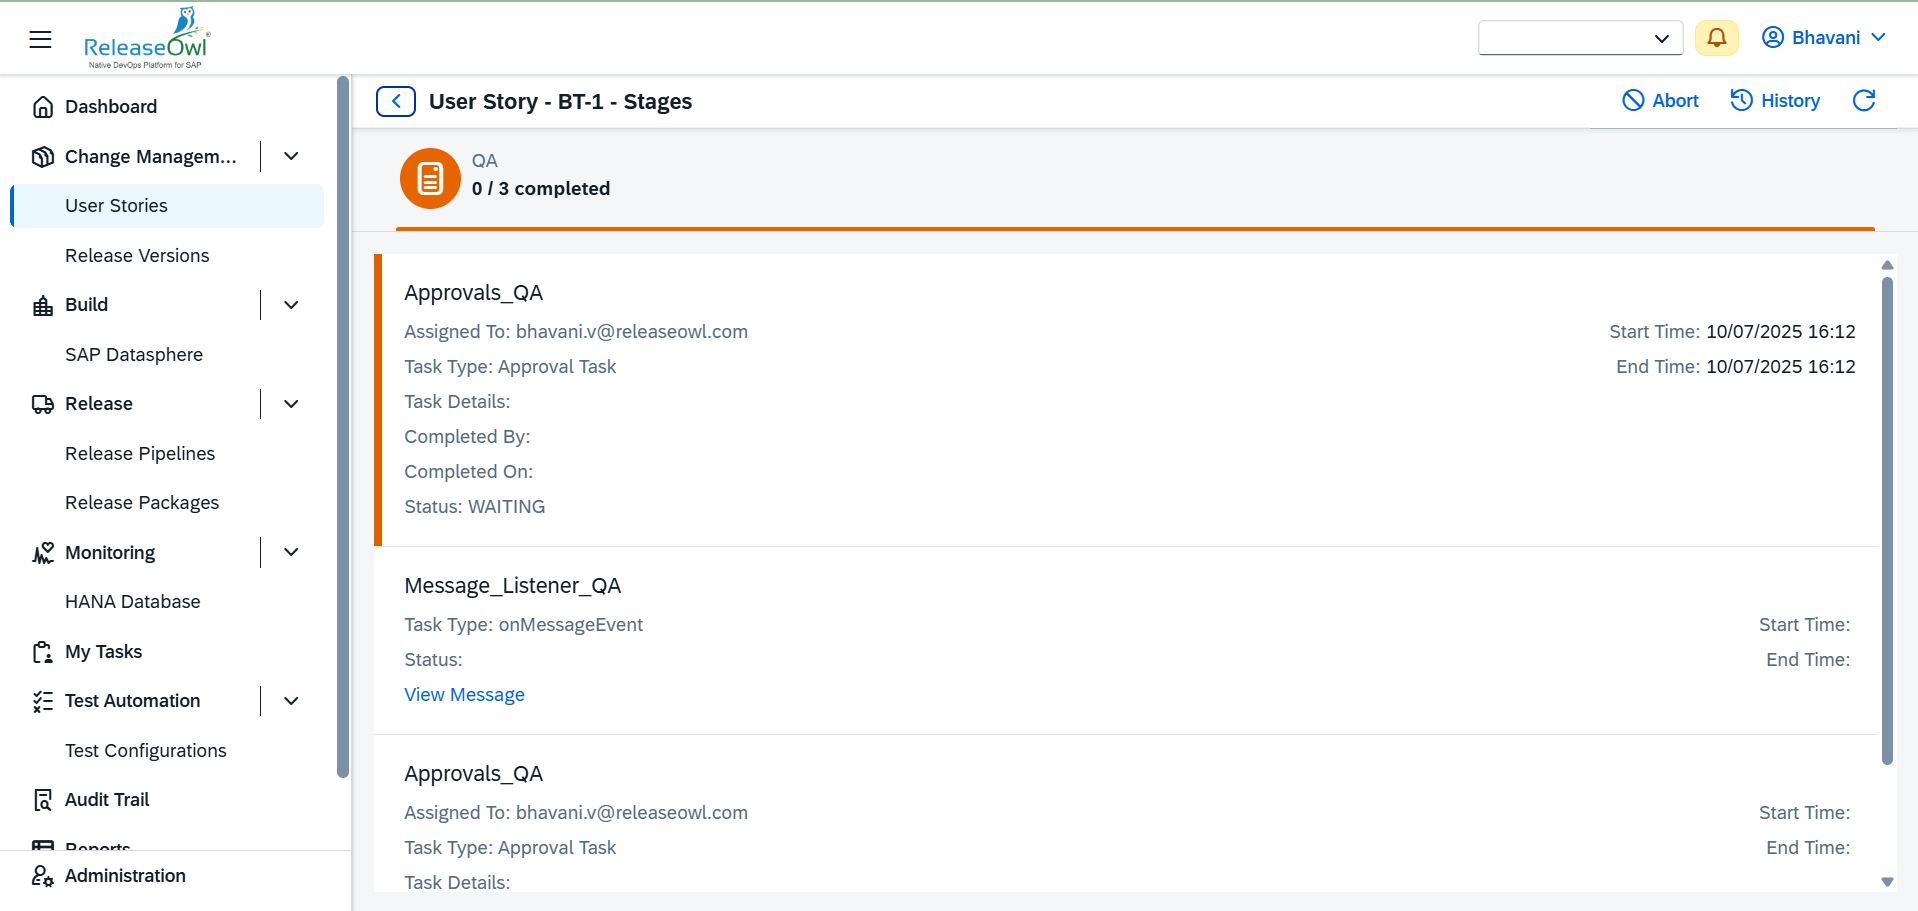 ReleaseOwl
Native DevOps Platform for SAP
Bhavani
Dashboard
Change Managem...
User Stories
Release Versions
Build
SAP Datasphere
Release
Release Pipelines
Release Packages
Monitoring
HANA Database
My Tasks
Test Automation
Test Configurations
Audit Trail
Reports
Administration
User Story - BT-1 - Stages
Abort
History
QA
0 / 3 completed
Approvals_QA
Assigned To: bhavani.v@releaseowl.com
Start Time: 10/07/2025 16:12
Task Type: Approval Task
End Time: 10/07/2025 16:12
Task Details:
Completed By:
Completed On:
Status: WAITING
Message_Listener_QA
Task Type: onMessageEvent
Start Time:
Status:
End Time:
View Message
Approvals_QA
Assigned To: bhavani.v@releaseowl.com
Start Time:
Task Type: Approval Task
End Time:
Task Details: